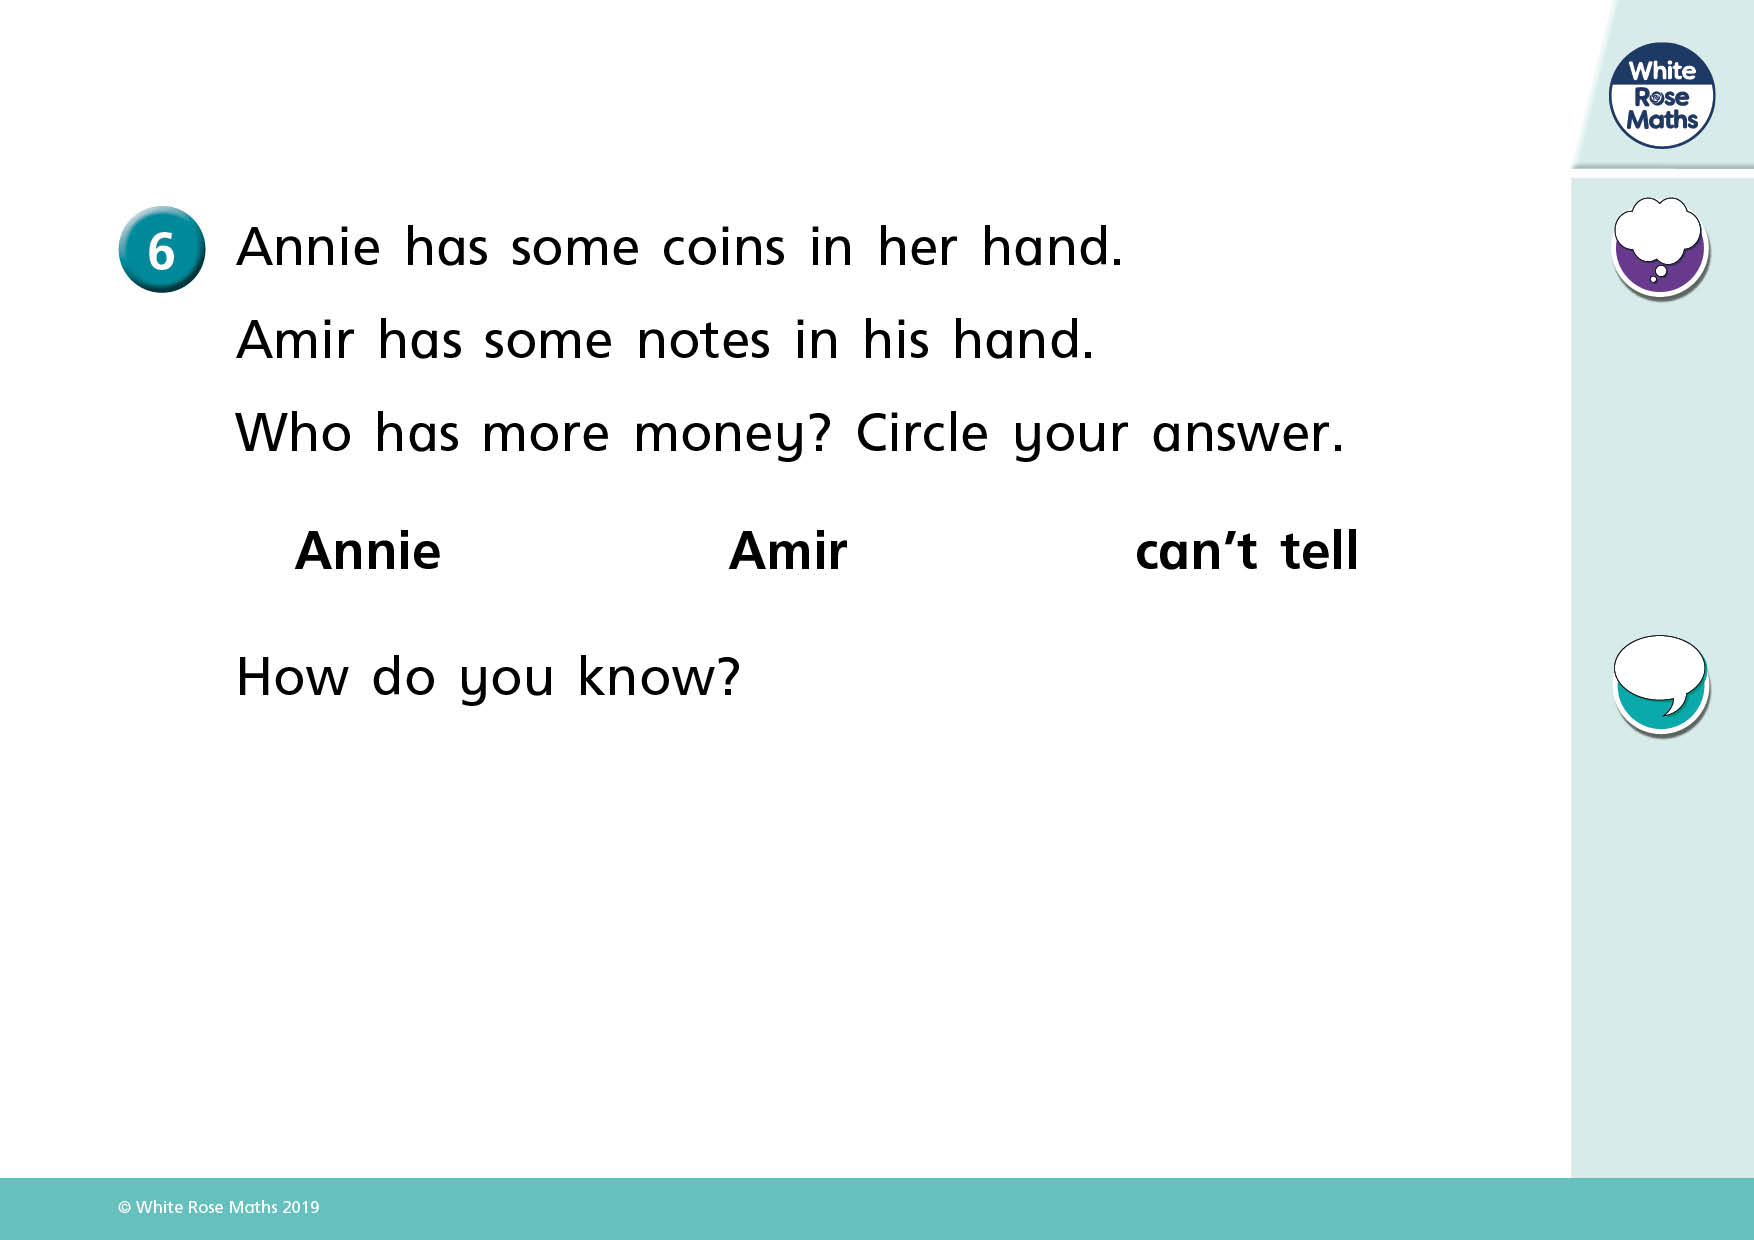 White
Rose
Maths
6 Annie has some coins in her hand.
Amir has some notes in his hand.
Who has more money? Circle your answer.
Annie Amir can’t tell
How do you know?
© White Rose Maths 2019